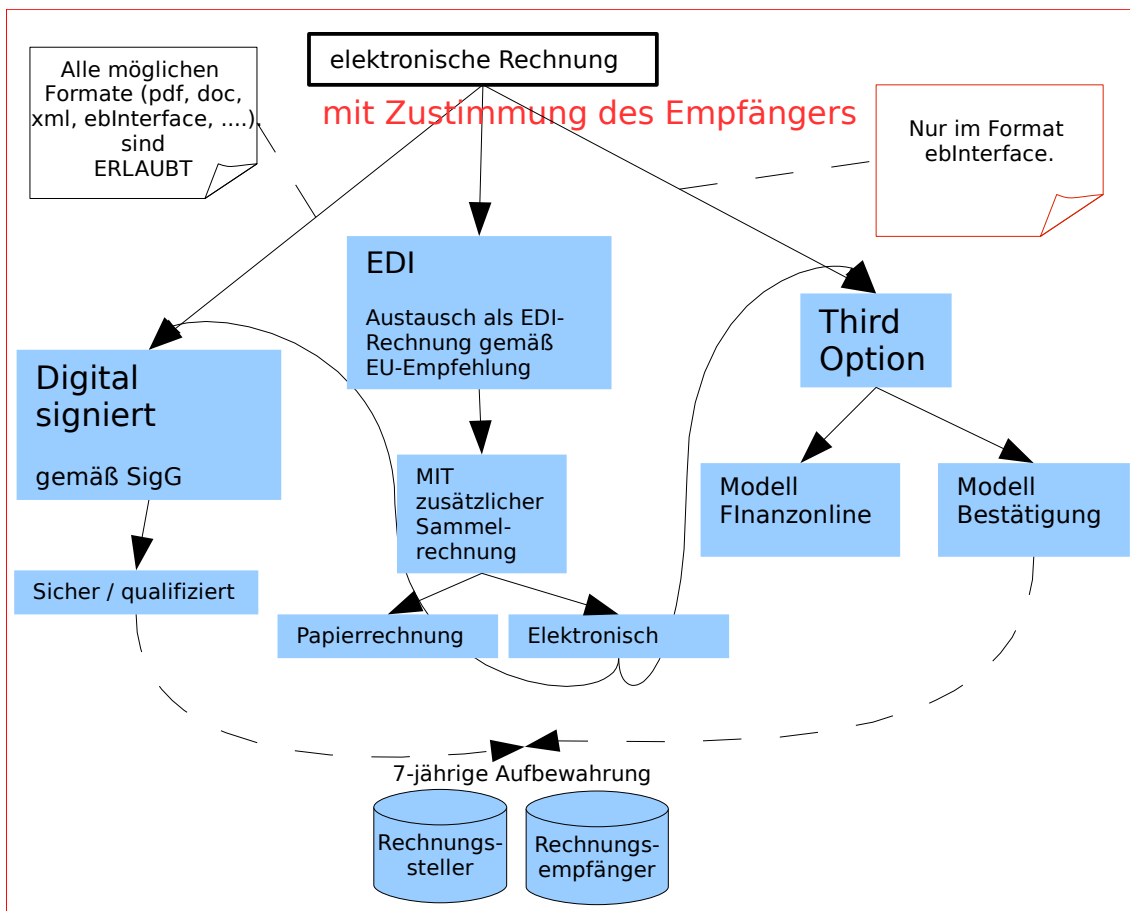 elektronische Rechnung
mit Zustimmung des Empfängers
Alle möglichen
Formate (pdf, doc,
xml, ebInterface, ....).
sind
ERLAUBT
Nur im Format
ebInterface.
EDI
Austausch als EDI-
Rechnung gemäß
EU-Empfehlung
Third
Option
Digital
signiert
gemäß SigG
MIT
zusätzlicher
Sammel-
rechnung
Modell
FInanzonline
Modell
Bestätigung
Sicher / qualifiziert
Papierrechnung
Elektronisch
7-jährige Aufbewahrung
Rechnungs-
steller
Rechnungs-
empfänger